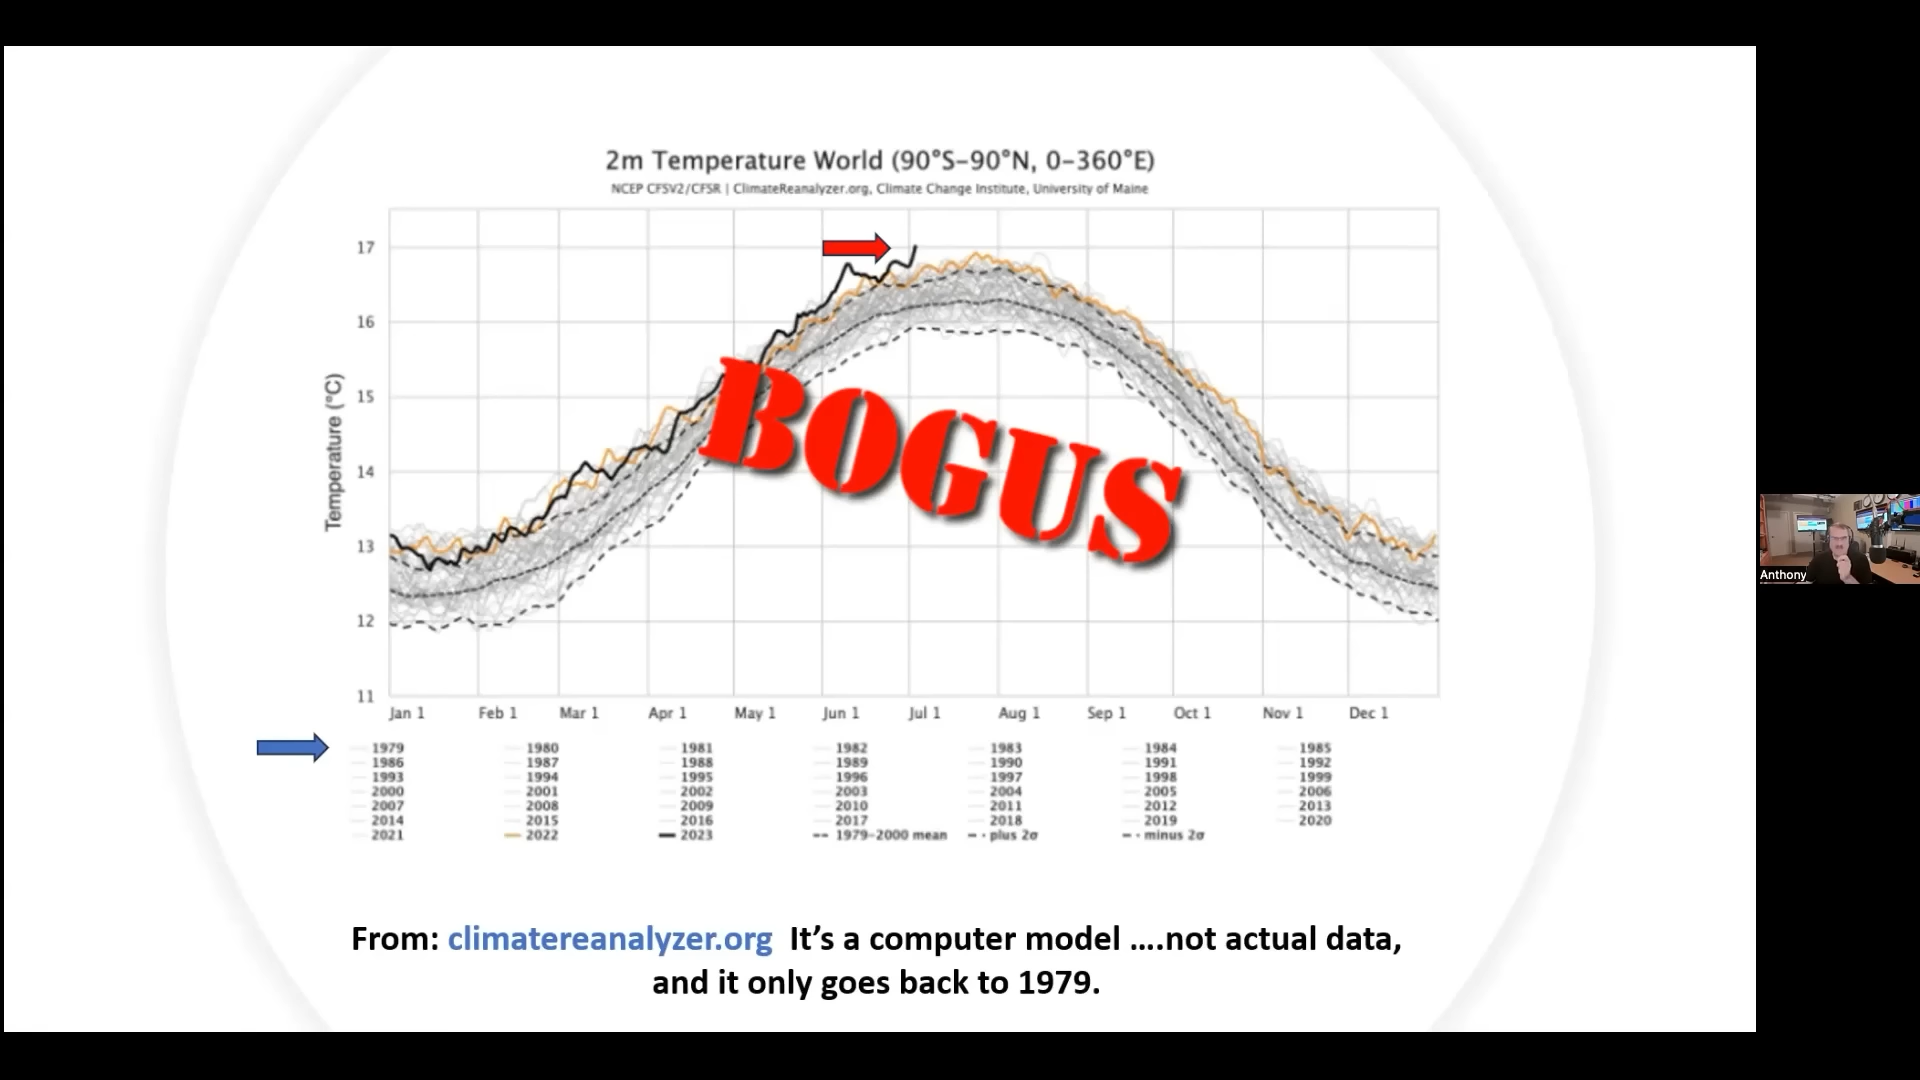 2m Temperature World (90°S-90°N, 0-360°E)
NCEP CFSV2/CFSR | ClimateReanalyzer.org, Climate Change Institute, University of Maine
17
16
15
14
13
12
11
Temperature (°C)
BOGUS
Jan 1 Feb 1 Mar 1 Apr 1 May 1 Jun 1 Jul 1 Aug 1 Sep 1 Oct 1 Nov 1 Dec 1
1979 1980 1981 1982 1983 1984 1985
1986 1987 1988 1989 1990 1991 1992
1993 1994 1995 1996 1997 1998 1999
2000 2001 2002 2003 2004 2005 2006
2007 2008 2009 2010 2011 2012 2013
2014 2015 2016 2017 2018 2019 2020
2021 2022 2023 1979-2000 mean plus 2σ minus 2σ
From: climatereanalyzer.org It's a computer model ....not actual data,
and it only goes back to 1979.
Anthony